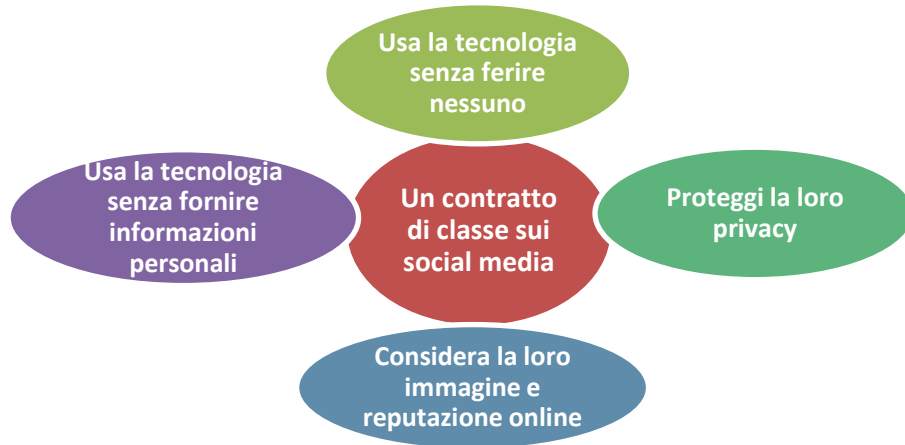 Usa la tecnologia
senza ferire
nessuno
Usa la tecnologia
senza fornire
informazioni
personali
Un contratto
di classe sui
social media
Proteggi la loro
privacy
Considera la loro
immagine e
reputazione online